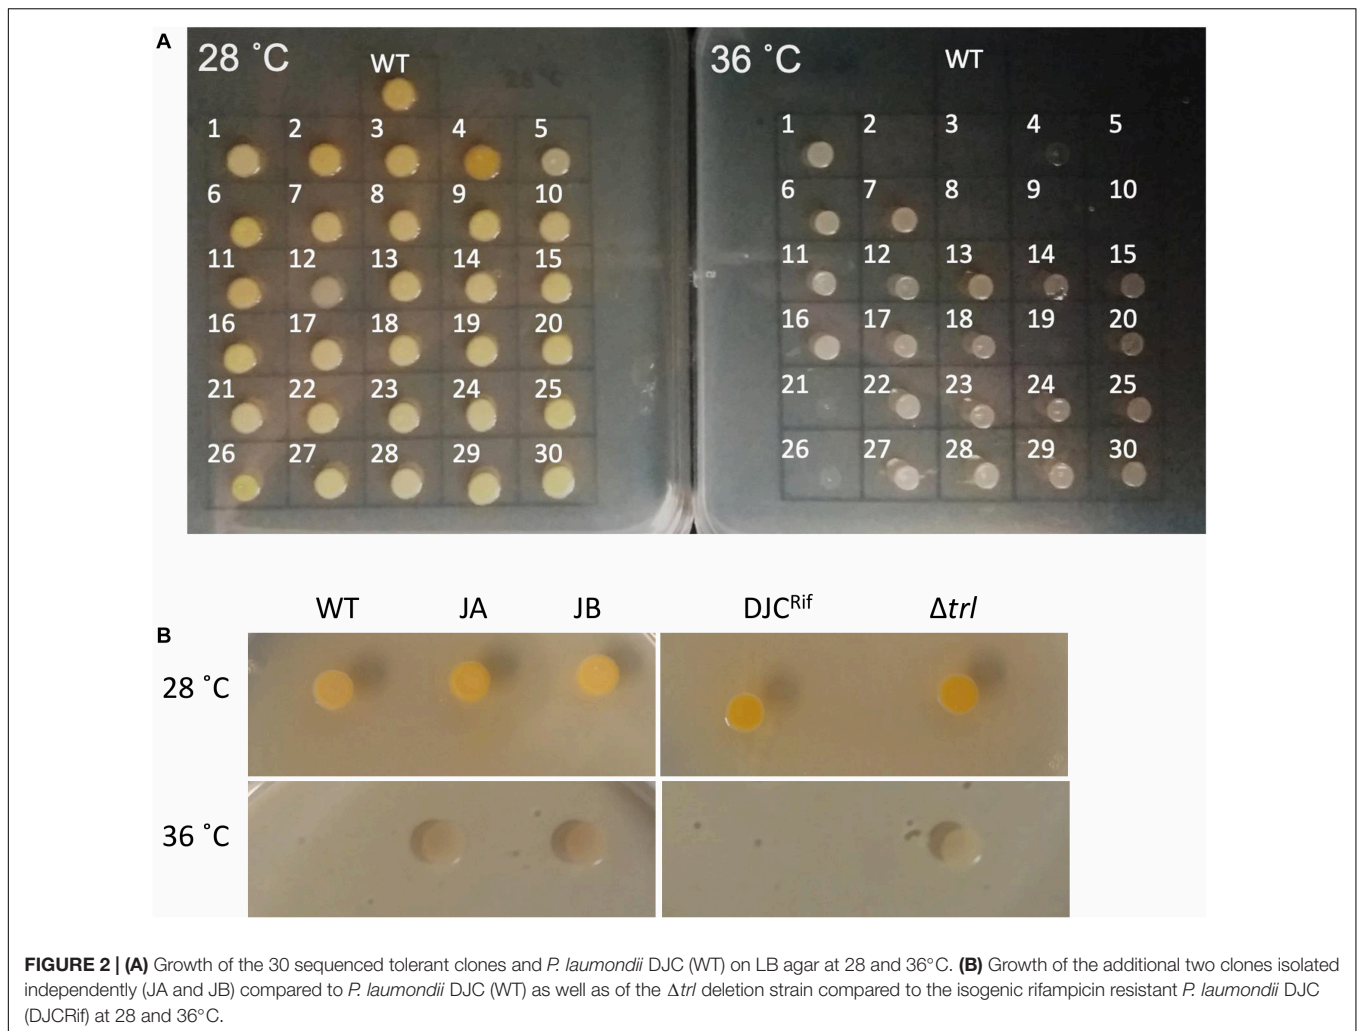 A
28 °C
WT
1 2 3 4 5
6 7 8 9 10
11 12 13 14 15
16 17 18 19 20
21 22 23 24 25
26 27 28 29 30
36 °C
WT
1 2 3 4 5
6 7 8 9 10
11 12 13 14 15
16 17 18 19 20
21 22 23 24 25
26 27 28 29 30
WT JA JB DJCRif Δtrl
B
28 °C
36 °C
FIGURE 2 | (A) Growth of the 30 sequenced tolerant clones and P. laumondii DJC (WT) on LB agar at 28 and 36°C. (B) Growth of the additional two clones isolated
independently (JA and JB) compared to P. laumondii DJC (WT) as well as of the Δtrl deletion strain compared to the isogenic rifampicin resistant P. laumondii DJC
(DJCRif) at 28 and 36°C.